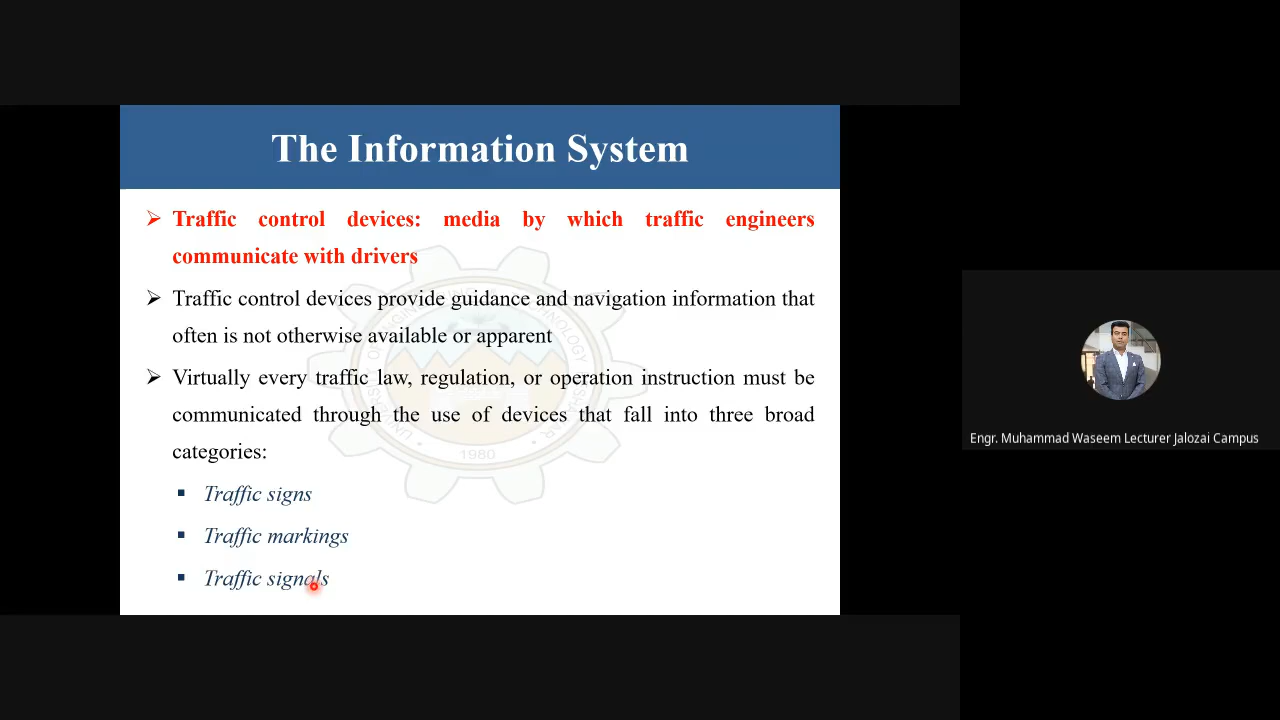 The Information System
Traffic control devices: media by which traffic engineers
communicate with drivers
Traffic control devices provide guidance and navigation information that
often is not otherwise available or apparent
Virtually every traffic law, regulation, or operation instruction must be
communicated through the use of devices that fall into three broad
categories:
1980
Traffic signs
Traffic markings
Traffic signals
Engr. Muhammad Waseem Lecturer Jalozai Campus